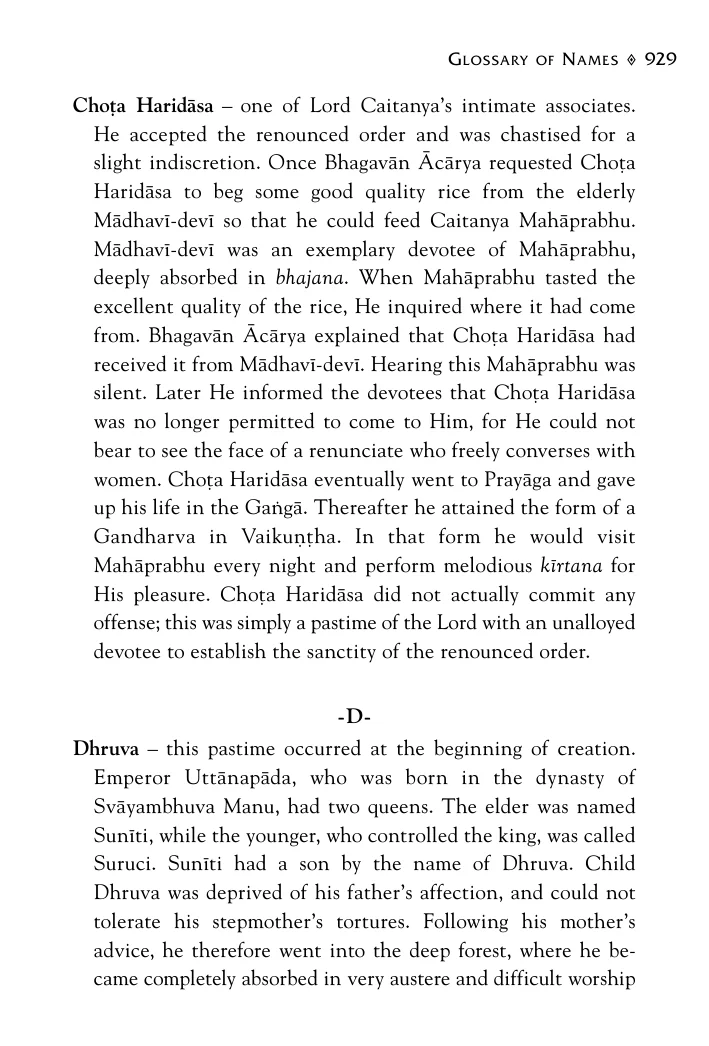 Glossary of Names ◊ 929
Choṭa Haridāsa – one of Lord Caitanya’s intimate associates.
He accepted the renounced order and was chastised for a
slight indiscretion. Once Bhagavān Ācārya requested Choṭa
Haridāsa to beg some good quality rice from the elderly
Mādhavī-devī so that he could feed Caitanya Mahāprabhu.
Mādhavī-devī was an exemplary devotee of Mahāprabhu,
deeply absorbed in bhajana. When Mahāprabhu tasted the
excellent quality of the rice, He inquired where it had come
from. Bhagavān Ācārya explained that Choṭa Haridāsa had
received it from Mādhavī-devī. Hearing this Mahāprabhu was
silent. Later He informed the devotees that Choṭa Haridāsa
was no longer permitted to come to Him, for He could not
bear to see the face of a renunciate who freely converses with
women. Choṭa Haridāsa eventually went to Prayāga and gave
up his life in the Gaṅgā. Thereafter he attained the form of a
Gandharva in Vaikuṇṭha. In that form he would visit
Mahāprabhu every night and perform melodious kīrtana for
His pleasure. Choṭa Haridāsa did not actually commit any
offense; this was simply a pastime of the Lord with an unalloyed
devotee to establish the sanctity of the renounced order.
-D-
Dhruva – this pastime occurred at the beginning of creation.
Emperor Uttānapāda, who was born in the dynasty of
Svāyambhuva Manu, had two queens. The elder was named
Sunīti, while the younger, who controlled the king, was called
Suruci. Sunīti had a son by the name of Dhruva. Child
Dhruva was deprived of his father’s affection, and could not
tolerate his stepmother’s tortures. Following his mother’s
advice, he therefore went into the deep forest, where he be-
came completely absorbed in very austere and difficult worship